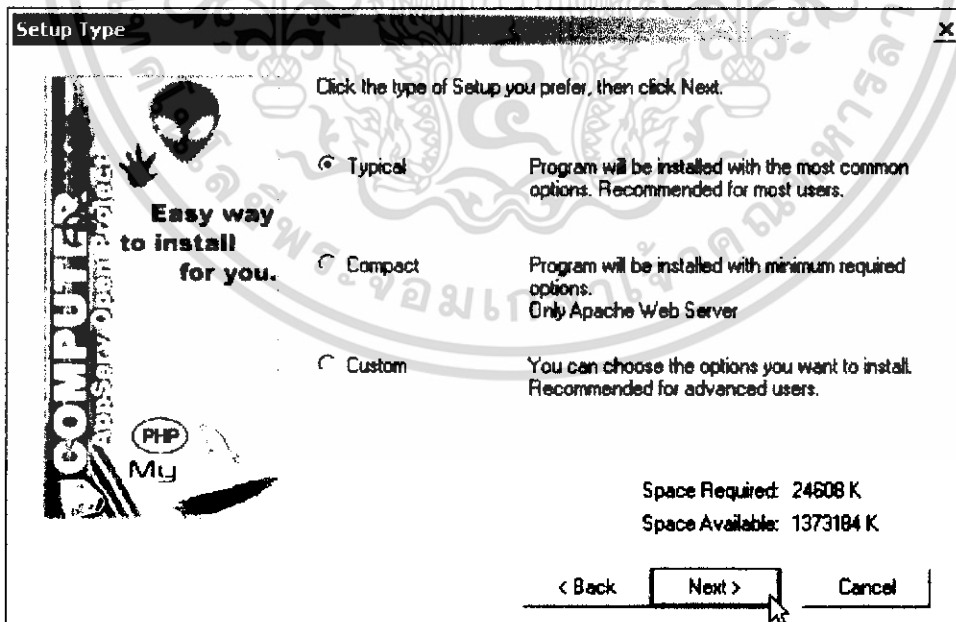 Setup Type
Click the type of Setup you prefer, then click Next.
Typical
Program will be installed with the most common
options. Recommended for most users.
Compact
Program will be installed with minimum required
options.
Only Apache Web Server
Custom
You can choose the options you want to install.
Recommended for advanced users.
Easy way
to install
for you.
COMPUTER
AppServ Open Project
PHP
My
Space Required: 24608 K
Space Available: 1373184 K
< Back
Next >
Cancel